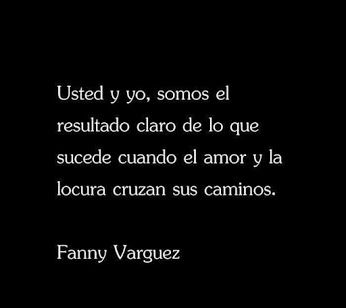 Usted y yo, somos el
resultado claro de lo que
sucede cuando el amor y la
locura cruzan sus caminos.
Fanny Varguez